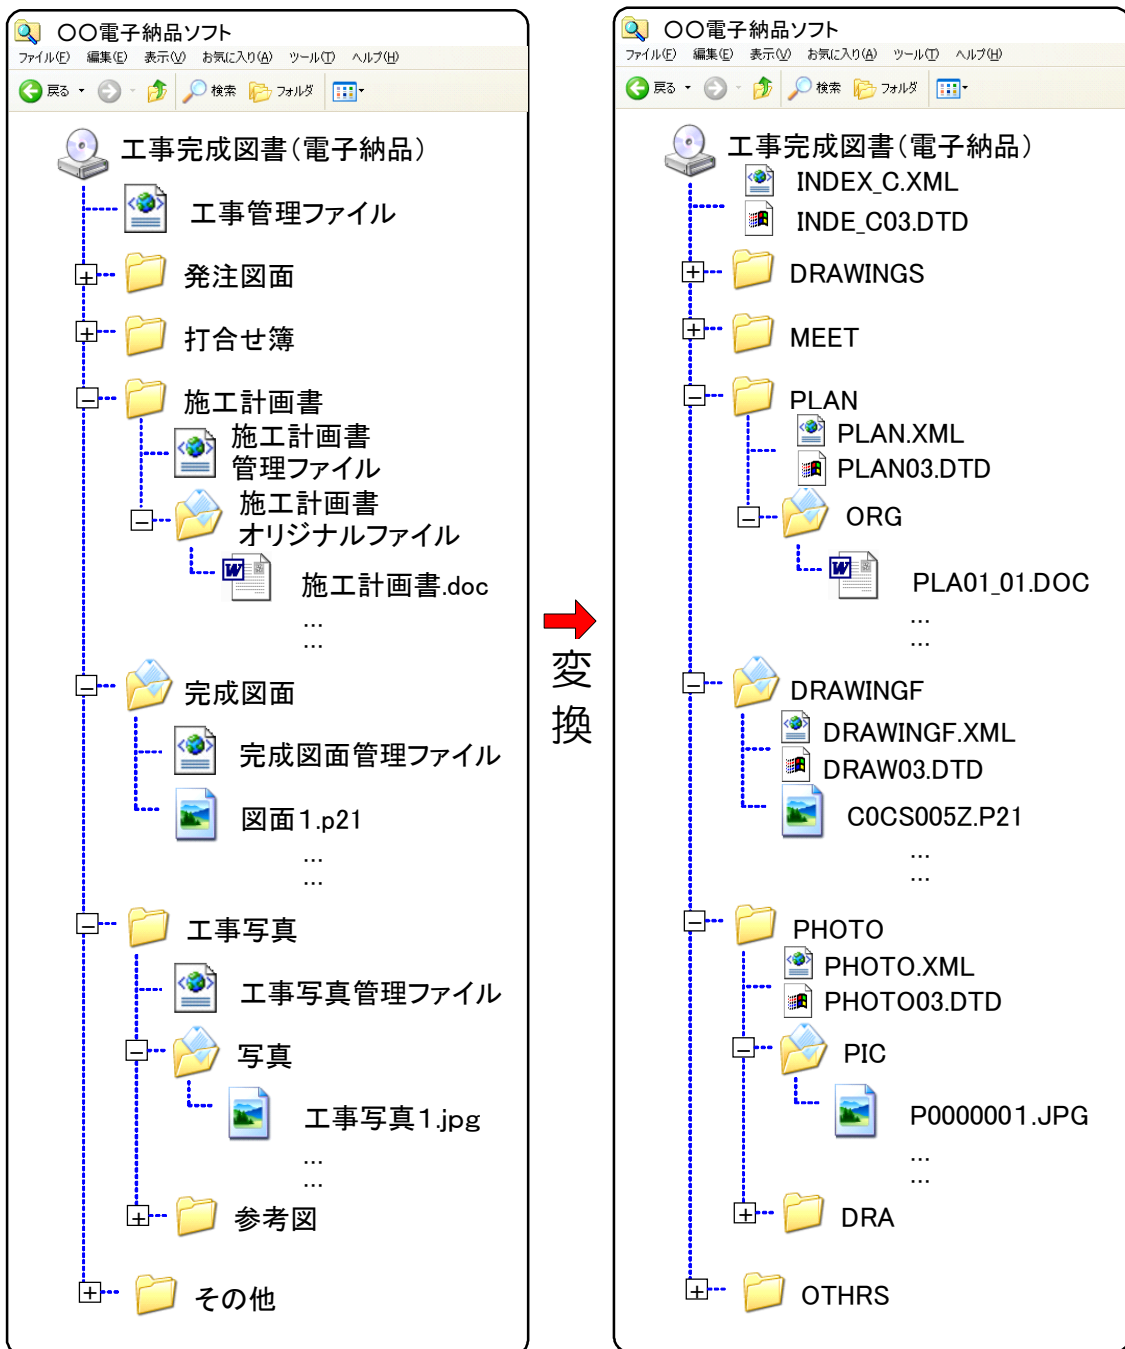 〇〇電子納品ソフト
ファイル(F) 編集(E) 表示(V) お気に入り(A) ツール(T) ヘルプ(H)
戻る 検索 フォルダ
工事完成図書(電子納品)
工事管理ファイル
発注図面
打合せ簿
施工計画書
施工計画書
管理ファイル
施工計画書
オリジナルファイル
施工計画書.doc
...
...
完成図面
完成図面管理ファイル
図面1.p21
...
...
工事写真
工事写真管理ファイル
写真
工事写真1.jpg
...
...
参考図
その他
変
換
〇〇電子納品ソフト
ファイル(F) 編集(E) 表示(V) お気に入り(A) ツール(T) ヘルプ(H)
戻る 検索 フォルダ
工事完成図書(電子納品)
INDEX_C.XML
INDE_C03.DTD
DRAWINGS
MEET
PLAN
PLAN.XML
PLAN03.DTD
ORG
PLA01_01.DOC
...
...
DRAWINGF
DRAWINGF.XML
DRAW03.DTD
C0CS005Z.P21
...
...
PHOTO
PHOTO.XML
PHOTO03.DTD
PIC
P0000001.JPG
...
...
DRA
OTHRS